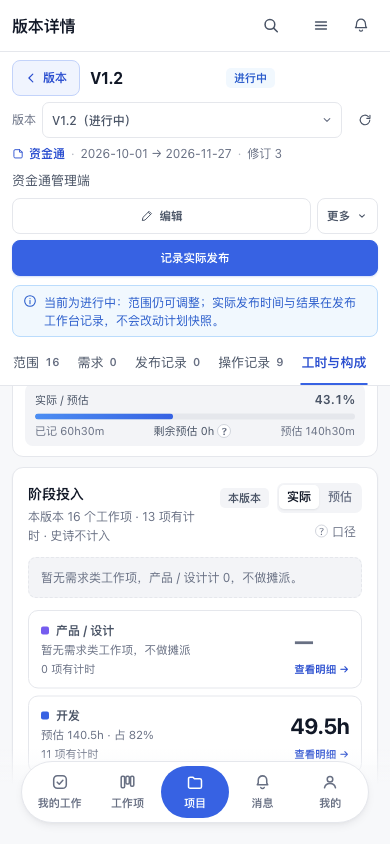 版本详情
版本
V1.2
进行中
版本
V1.2（进行中）
资金通 · 2026-10-01 → 2026-11-27 · 修订 3
资金通管理端
编辑
更多
记录实际发布
当前为进行中：范围仍可调整；实际发布时间与结果在发布
工作台记录，不会改动计划快照。
范围 16 需求 0 发布记录 0 操作记录 9 工时与构成
实际 / 预估 43.1%
已记 60h30m 剩余预估 0h ? 预估 140h30m
阶段投入
本版本
实际 预估
本版本 16 个工作项 · 13 项有计
时 · 史诗不计入
? 口径
暂无需求类工作项，产品 / 设计计 0，不做摊派。
产品 / 设计
暂无需求类工作项，不做摊派
0 项有计时
—
查看明细 →
开发
预估 140.5h · 占 82%
11 项有计时
49.5h
查看明细 →
我的工作 工作项 项目 消息 我的